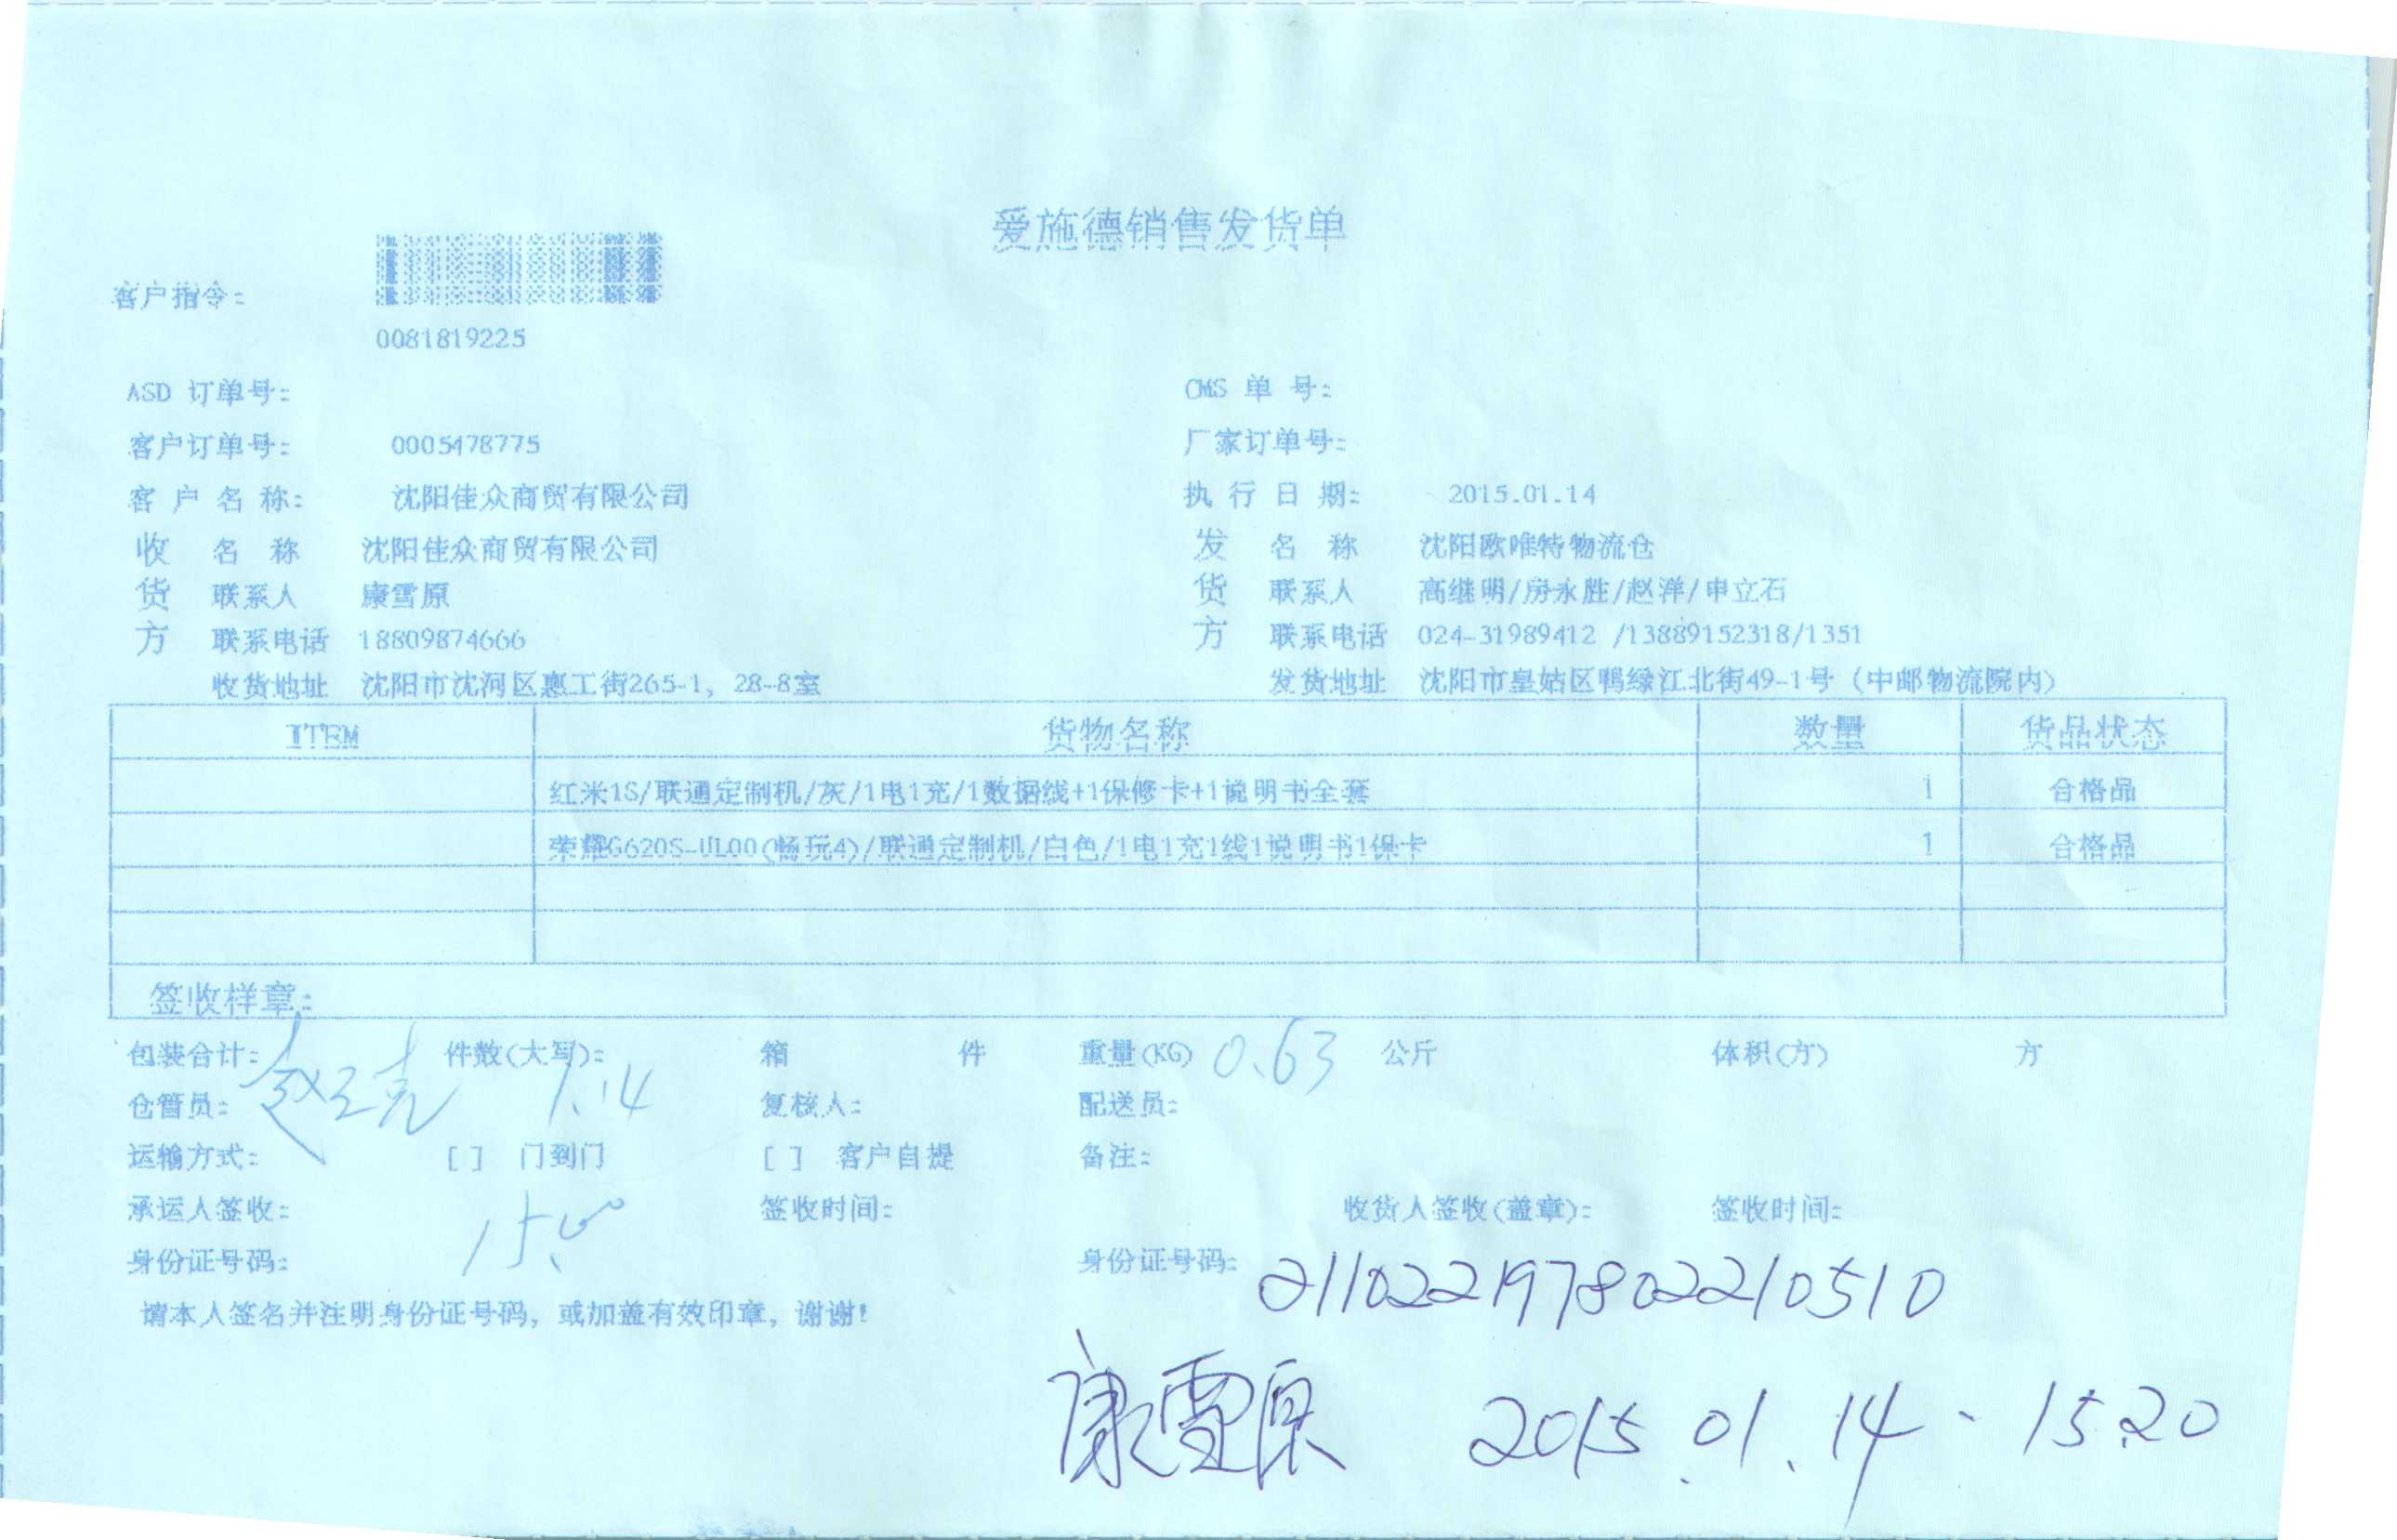 爱施德销售发货单
客户指令:
0081819225
ASD 订单号: CMS 单 号:
客户订单号: 0005478775 厂家订单号:
客 户 名 称: 沈阳佳众商贸有限公司 执 行 日 期: 2015.01.14
收 名 称 沈阳佳众商贸有限公司 发 名 称 沈阳欧唯特物流仓
货 联系人 康雪原 货 联系人 高继明/房永胜/赵洋/申立石
方 联系电话 18809874666 方 联系电话 024-31989412 /13889152318/1351
收货地址 沈阳市沈河区惠工街265-1, 28-8室 发货地址 沈阳市皇姑区鸭绿江北街49-1号 (中邮物流院内)
ITEM 货物名称 数量 货品状态
红米1S/联通定制机/灰/1电1充/1数据线+1保修卡+1说明书全套 1 合格品
荣耀G620S-UL00(畅玩4)/联通定制机/白色/1电1充1线1说明书1保卡 1 合格品
签收样章:
包装合计: 件数(大写): 箱 件 重量(KG) 0.63 公斤 体积(方) 方
仓管员: 1.14 复核人: 配送员:
运输方式: [ ] 门到门 [ ] 客户自提 备注:
承运人签收: 15.00 签收时间: 收货人签收(盖章): 签收时间:
身份证号码: 身份证号码: 211022197802210510
请本人签名并注明身份证号码, 或加盖有效印章, 谢谢!
康雪原 2015.01.14 - 15.20